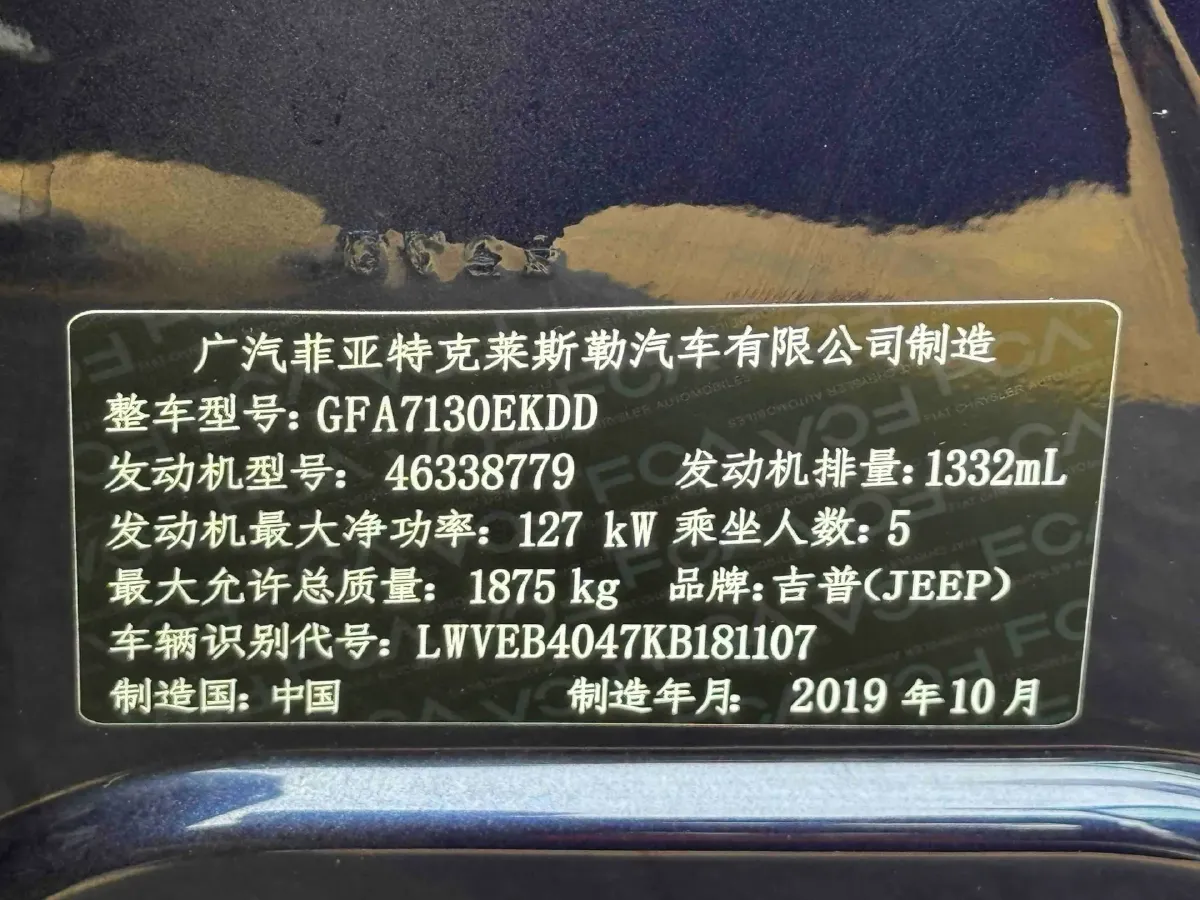 广汽菲亚特克莱斯勒汽车有限公司制造
整车型号: GFA7130EKDD
发动机型号: 46338779 发动机排量: 1332mL
发动机最大净功率: 127 kW 乘坐人数: 5
最大允许总质量: 1875 kg 品牌: 吉普(JEEP)
车辆识别代号: LWVEB4047KB181107
制造国: 中国 制造年月: 2019 年 10 月